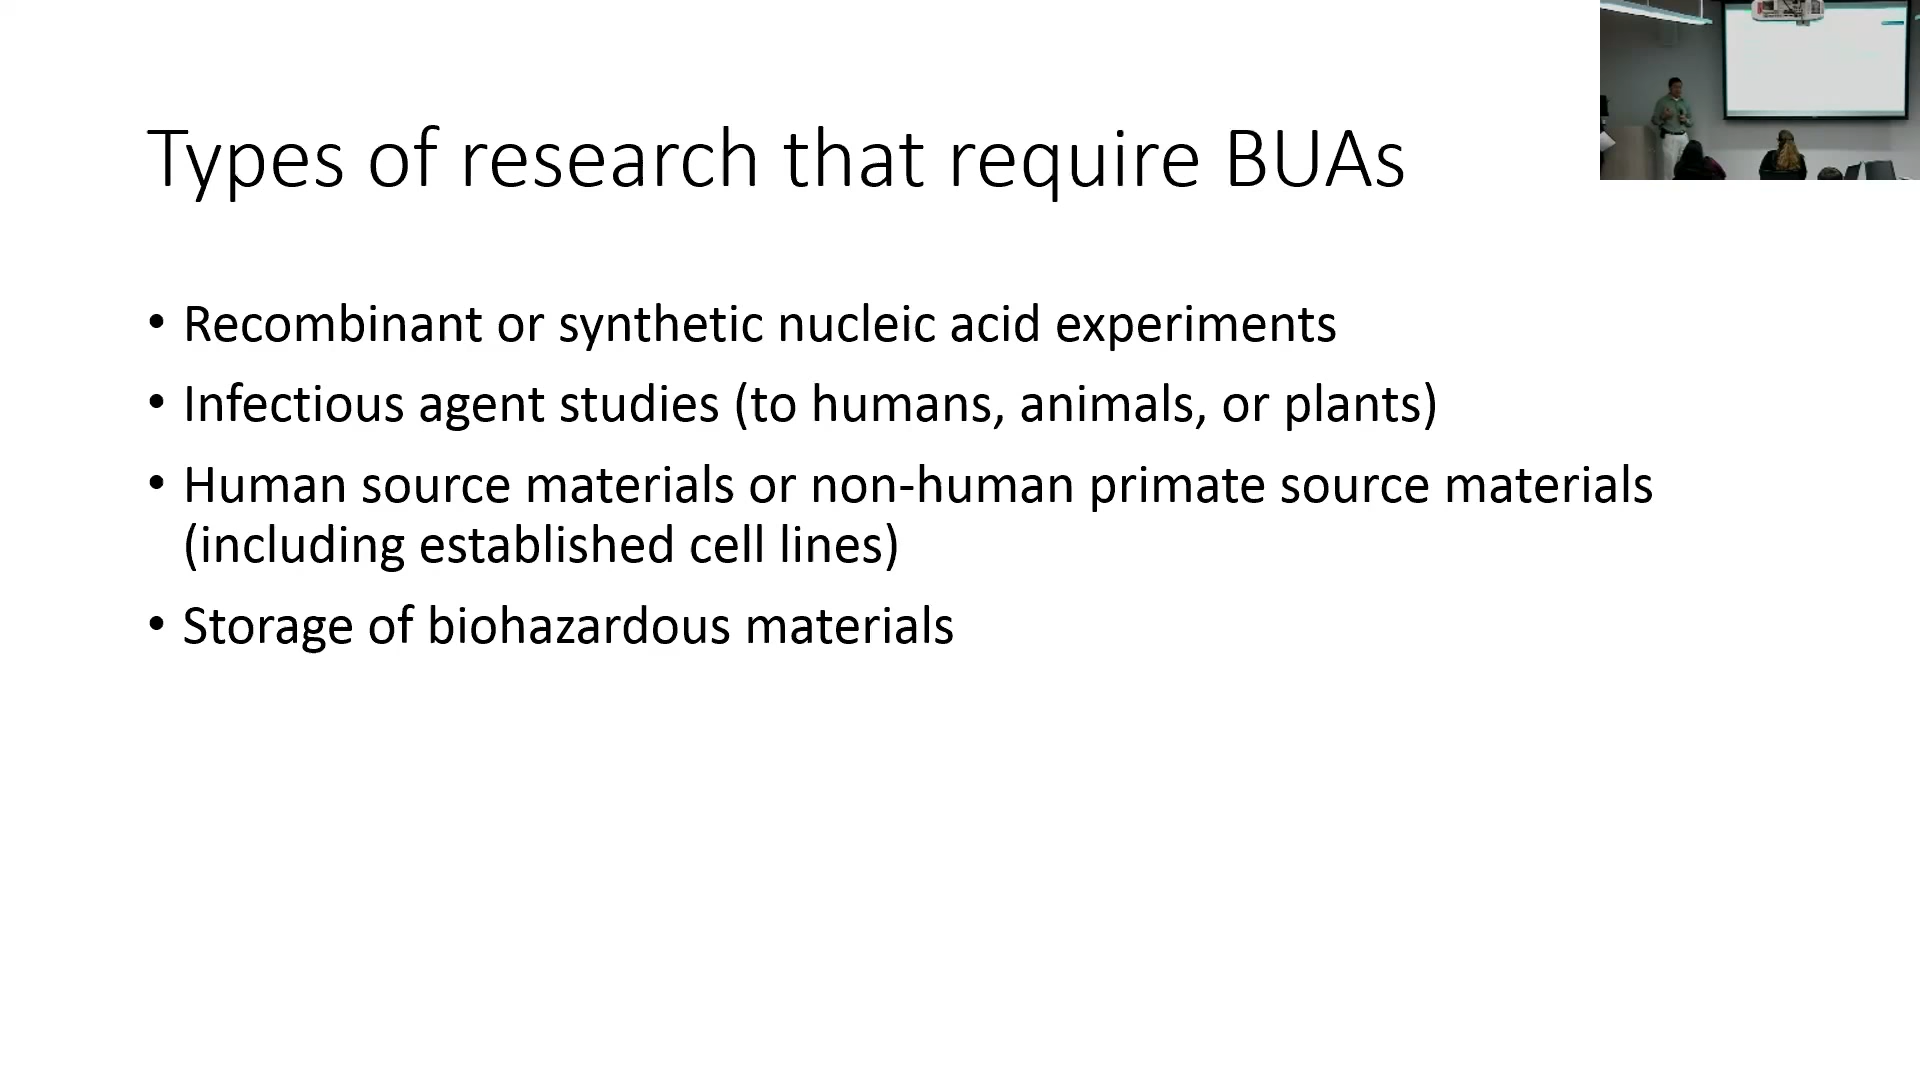 Types of research that require BUAs
• Recombinant or synthetic nucleic acid experiments
• Infectious agent studies (to humans, animals, or plants)
• Human source materials or non-human primate source materials
(including established cell lines)
• Storage of biohazardous materials